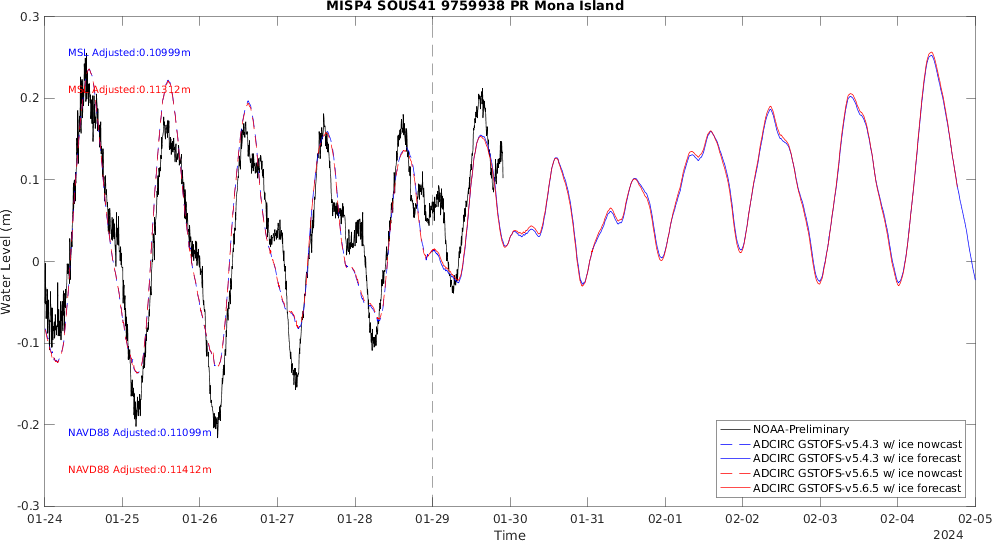 MISP4 SOUS41 9759938 PR Mona Island
0.3
MSL Adjusted:0.10999m
0.2
MSL Adjusted:0.11312m
0.1
Water Level (m)
0
-0.1
-0.2
NAVD88 Adjusted:0.11099m
NAVD88 Adjusted:0.11412m
-0.3
NOAA-Preliminary
ADCIRC GSTOFS-v5.4.3 w/ ice nowcast
ADCIRC GSTOFS-v5.4.3 w/ ice forecast
ADCIRC GSTOFS-v5.6.5 w/ ice nowcast
ADCIRC GSTOFS-v5.6.5 w/ ice forecast
01-24 01-25 01-26 01-27 01-28 01-29 01-30 01-31 02-01 02-02 02-03 02-04 02-05
Time
2024